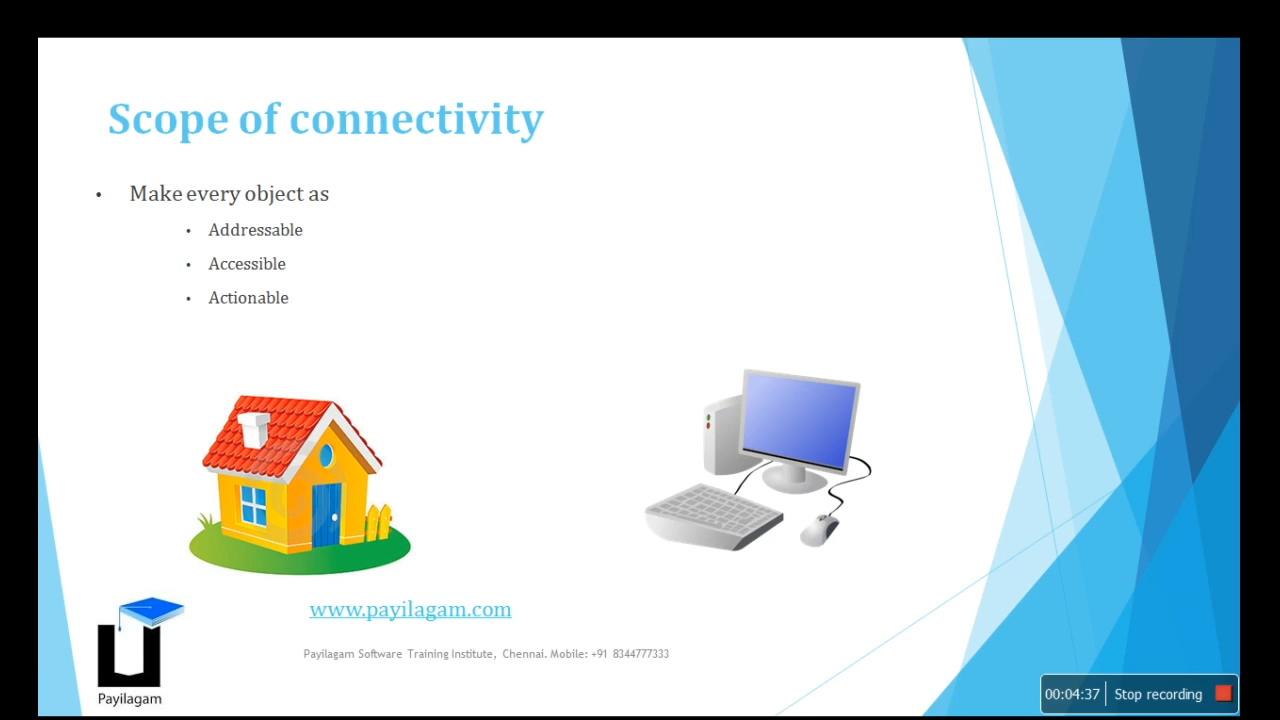 Scope of connectivity
• Make every object as
• Addressable
• Accessible
• Actionable
www.payilagam.com
Payilagam Software Training Institute, Chennai. Mobile: +91 8344777333
Payilagam
00:04:37 Stop recording